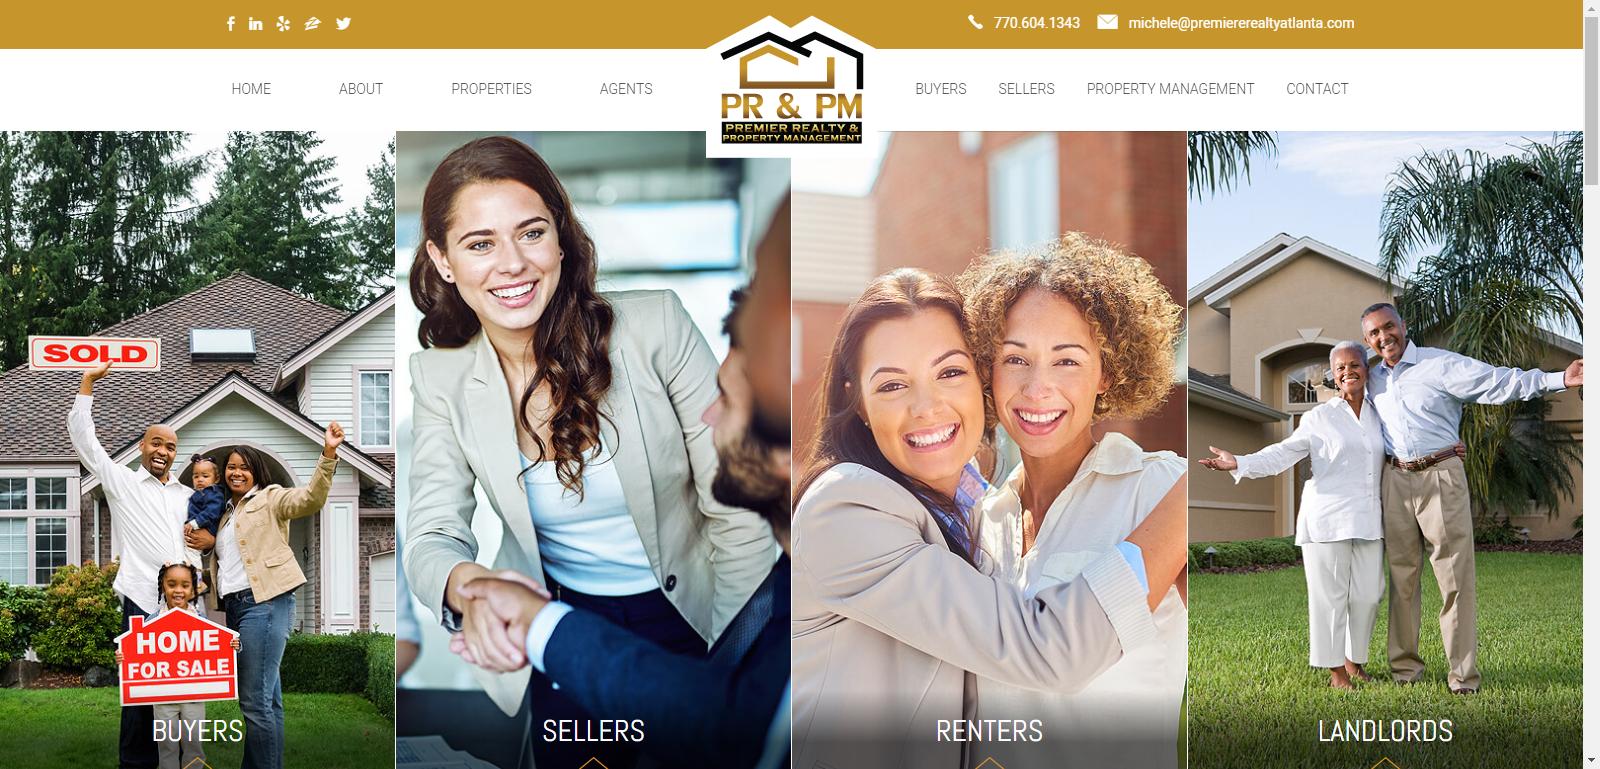 770.604.1343
michele@premiererealtyatlanta.com
HOME
ABOUT
PROPERTIES
AGENTS
PR & PM
PREMIER REALTY &
PROPERTY MANAGEMENT
BUYERS
SELLERS
PROPERTY MANAGEMENT
CONTACT
SOLD
HOME
FOR SALE
BUYERS
SELLERS
RENTERS
LANDLORDS